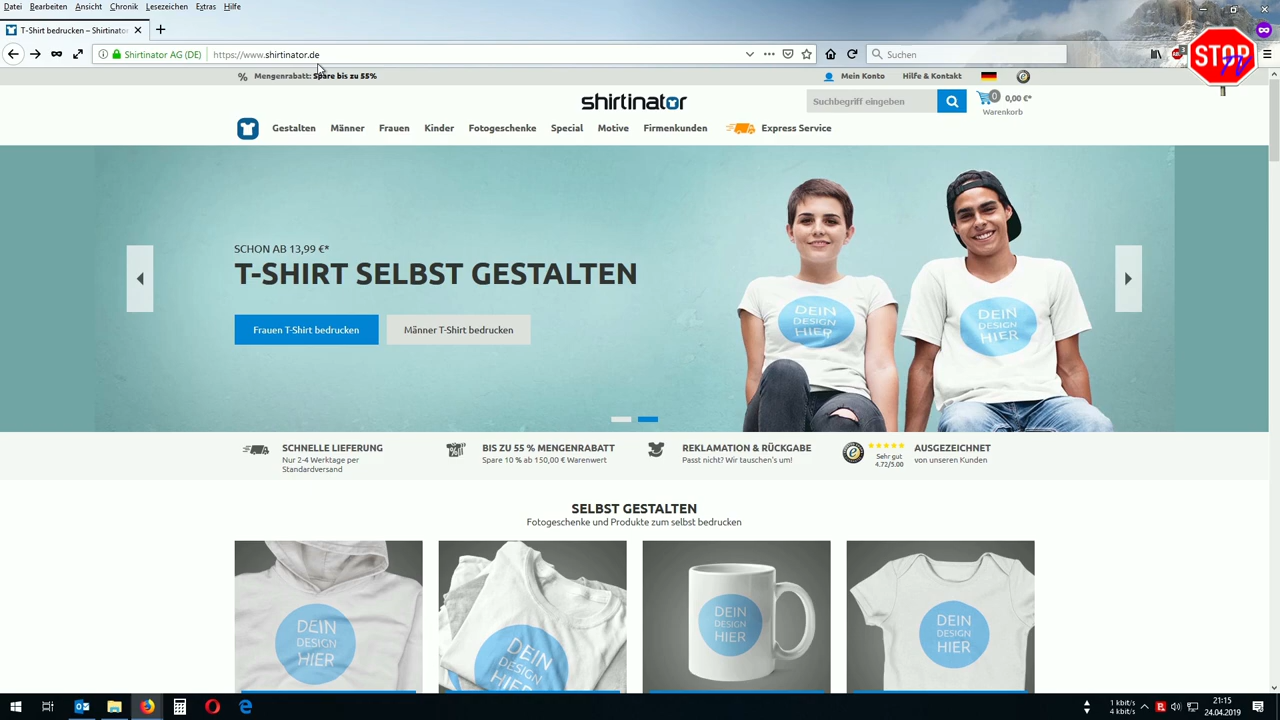 Datei Bearbeiten Ansicht Chronik Lesezeichen Extras Hilfe
T-Shirt bedrucken – Shirtinator
Shirtinator AG (DE) https://www.shirtinator.de
Suchen
STOP
TV
Mengenrabatt: Spare bis zu 55%
Mein Konto Hilfe & Kontakt
shirtinator
Suchbegriff eingeben
0 0,00 €*
Warenkorb
Gestalten Männer Frauen Kinder Fotogeschenke Special Motive Firmenkunden Express Service
SCHON AB 13,99 €*
T-SHIRT SELBST GESTALTEN
Frauen T-Shirt bedrucken Männer T-Shirt bedrucken
DEIN
DESIGN
HIER
DEIN
DESIGN
HIER
SCHNELLE LIEFERUNG
Nur 2-4 Werktage per
Standardversand
BIS ZU 55 % MENGENRABATT
Spare 10 % ab 150,00 € Warenwert
REKLAMATION & RÜCKGABE
Passt nicht? Wir tauschen's um!
Sehr gut
4.72/5.00
AUSGEZEICHNET
von unseren Kunden
SELBST GESTALTEN
Fotogeschenke und Produkte zum selbst bedrucken
DEIN
DESIGN
HIER
DEIN
DESIGN
HIER
DEIN
DESIGN
HIER
DEIN
DESIGN
HIER
1 kbit/s
4 kbit/s
21:15
24.04.2019